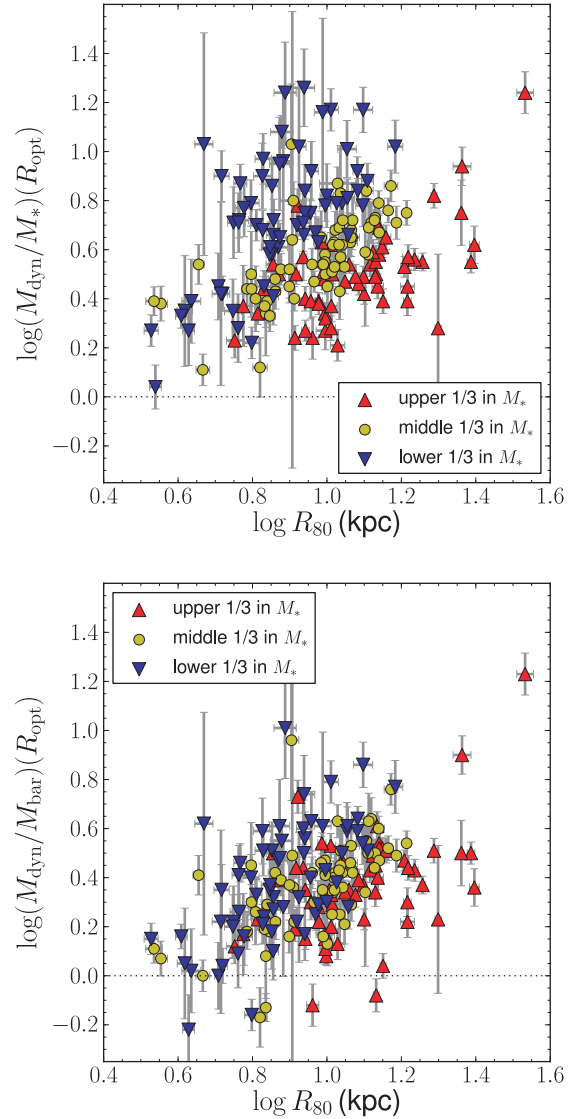 1.4
1.2
1.0
0.8
0.6
0.4
0.2
0.0
−0.2
log(M_dyn/M_*)(R_opt)
upper 1/3 in M_*
middle 1/3 in M_*
lower 1/3 in M_*
0.4 0.6 0.8 1.0 1.2 1.4 1.6
log R_80 (kpc)
upper 1/3 in M_*
middle 1/3 in M_*
lower 1/3 in M_*
1.4
1.2
1.0
0.8
0.6
0.4
0.2
0.0
−0.2
log(M_dyn/M_bar)(R_opt)
0.4 0.6 0.8 1.0 1.2 1.4 1.6
log R_80 (kpc)